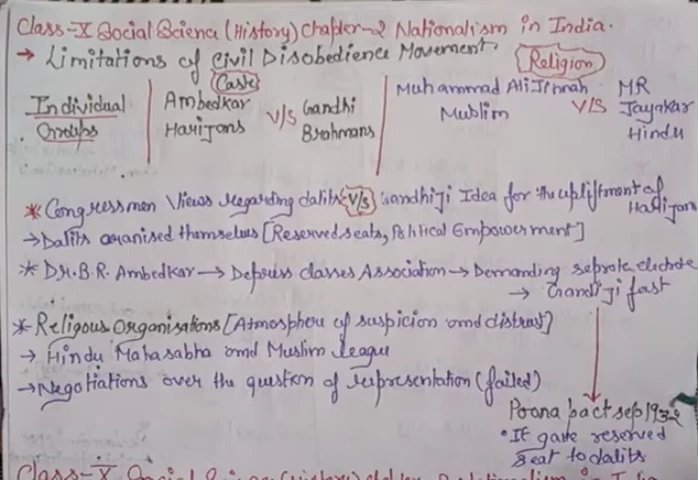 Class-X Social Science (History) Chapter-2 Nationalism in India.
→ Limitations of Civil Disobedience Movement.
Individual
Groups
Caste
Ambedkar
Harijans
V/S
Gandhi
Brahmans
Religion
Muhammad Ali Jinnah
Muslim
V/S
MR
Jayakar
Hindu
*Congressmen Views regarding dalits V/S Gandhiji Idea for the upliftment of
Harijans
→Dalits organised themselves [Reserved seats, Political Empowerment]
* DR.B.R. Ambedkar → Depress classes Association → Demanding seprate electorate
→ Gandiji fast
*Religous Organisations [Atmosphere of suspicion and distrust]
→ Hindu Mahasabha and Muslim League
→Negotiations over the question of representation (failed)
Poona pact sep 1932
•It gave reserved
seat to dalits
Class-X